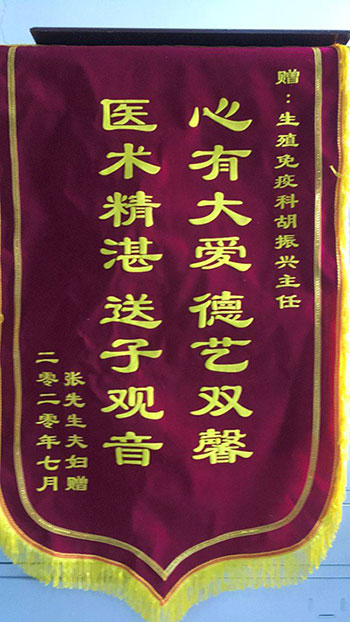 赠：生殖免疫科胡振兴主任
心有大爱 德艺双馨
医术精湛 送子观音
张先生夫妇赠
二零二零年七月